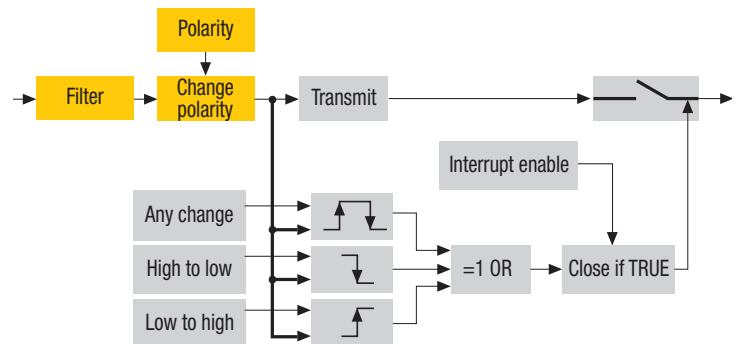 Polarity
Filter
Change
polarity
Transmit
Interrupt enable
Any change
High to low
=1 OR
Close if TRUE
Low to high